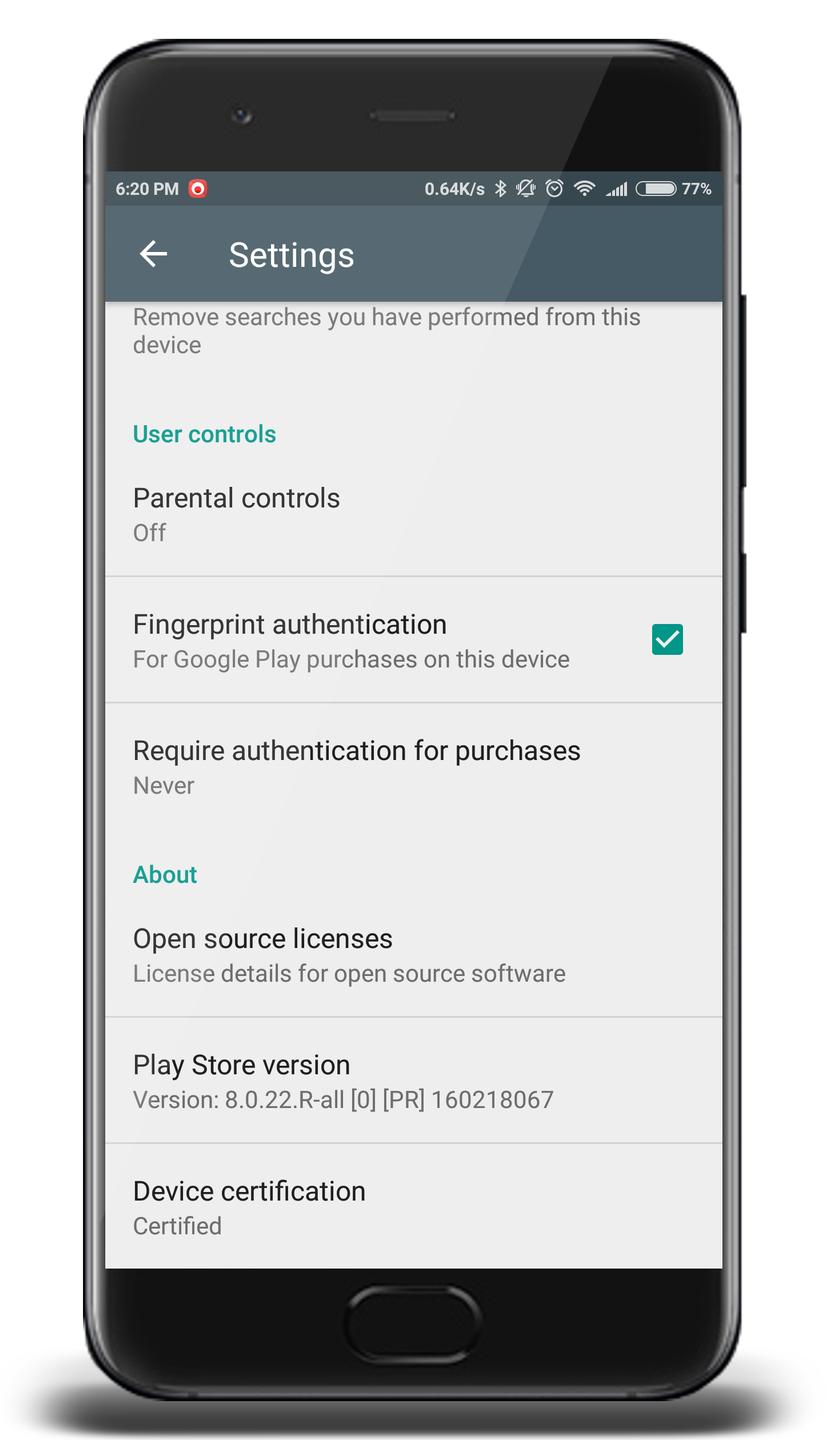 6:20 PM 0.64K/s 77%
Settings
Remove searches you have performed from this
device
User controls
Parental controls
Off
Fingerprint authentication
For Google Play purchases on this device
Require authentication for purchases
Never
About
Open source licenses
License details for open source software
Play Store version
Version: 8.0.22.R-all [0] [PR] 160218067
Device certification
Certified